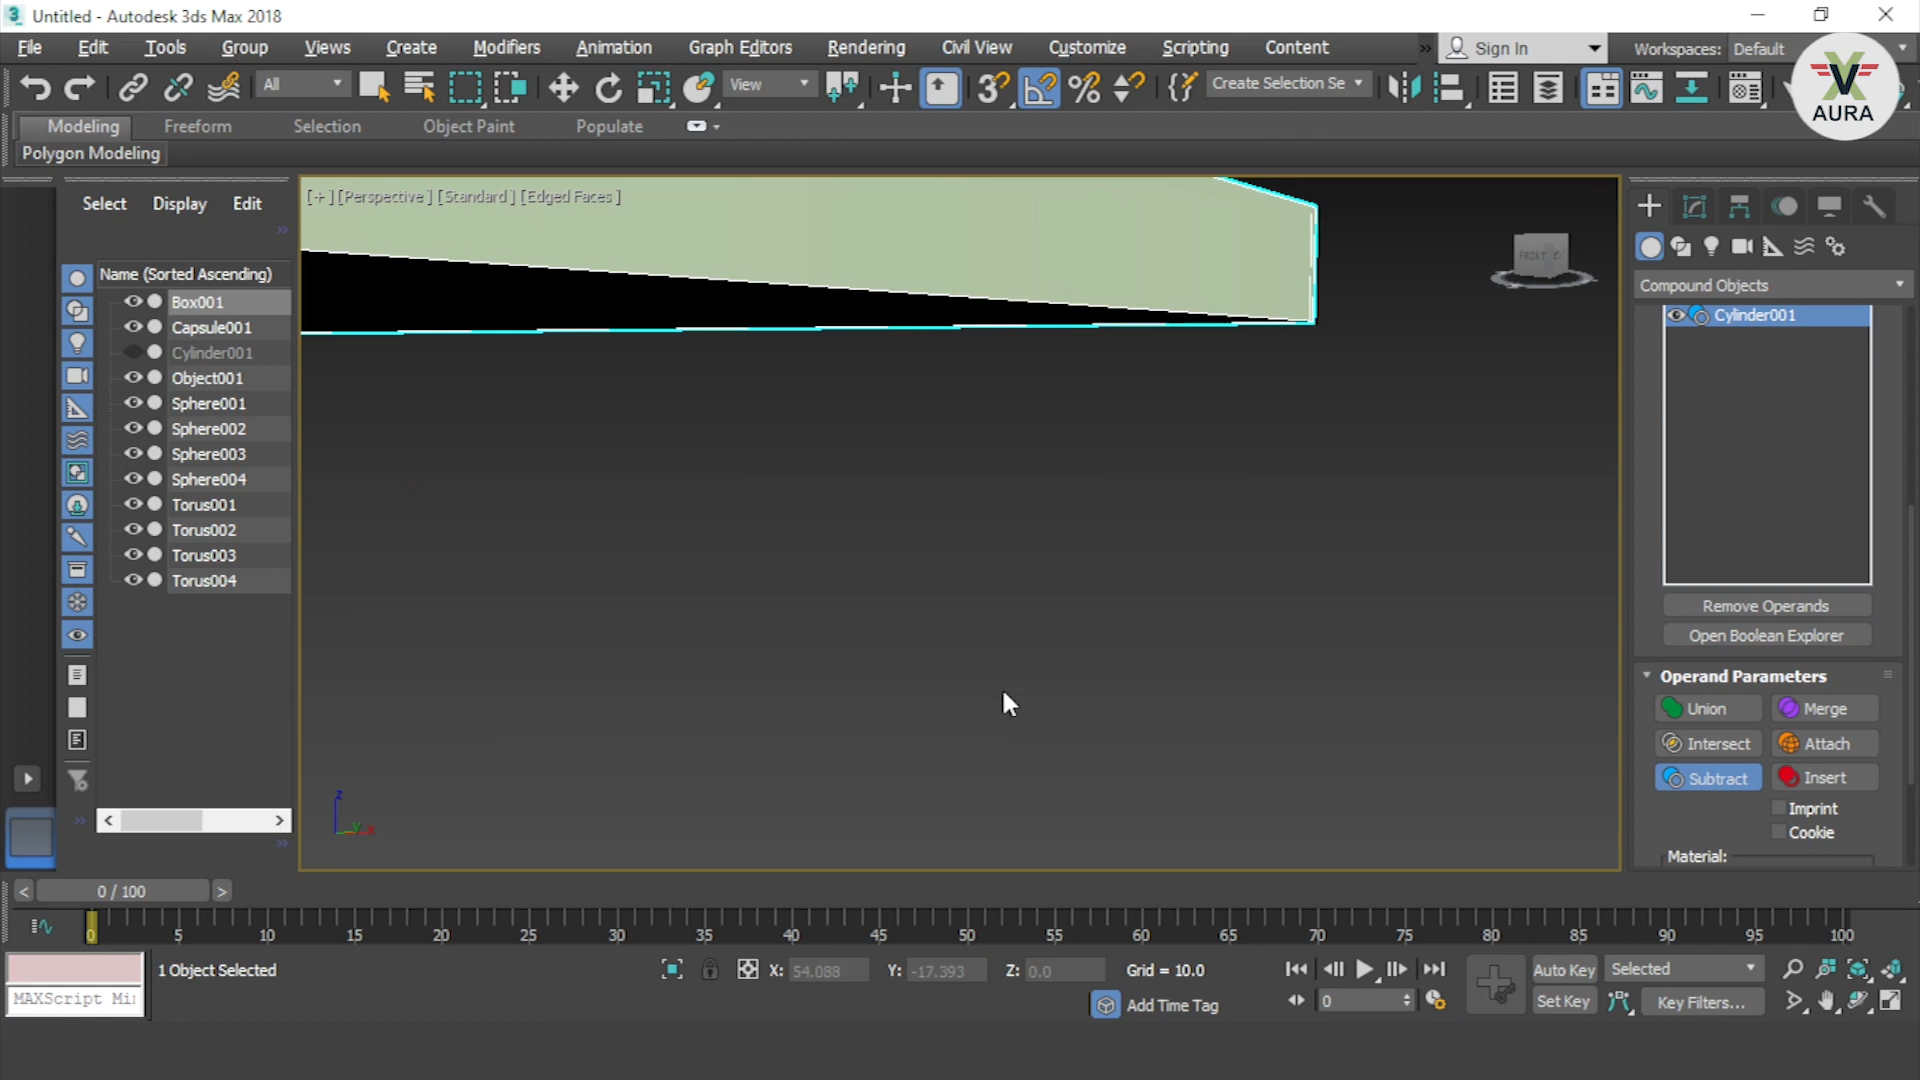 Untitled - Autodesk 3ds Max 2018
File Edit Tools Group Views Create Modifiers Animation Graph Editors Rendering Civil View Customize Scripting Content Sign In Workspaces: Default
All View Create Selection Se
AURA
Modeling Freeform Selection Object Paint Populate
Polygon Modeling
Select Display Edit
[+] [Perspective] [Standard] [Edged Faces]
Name (Sorted Ascending)
Box001
Capsule001
Cylinder001
Object001
Sphere001
Sphere002
Sphere003
Sphere004
Torus001
Torus002
Torus003
Torus004
FRONT
z
y x
Compound Objects
Cylinder001
Remove Operands
Open Boolean Explorer
Operand Parameters
Union Merge
Intersect Attach
Subtract Insert
Imprint
Cookie
Material:
< 0 / 100 >
0 5 10 15 20 25 30 35 40 45 50 55 60 65 70 75 80 85 90 95 100
1 Object Selected X: 54.088 Y: -17.393 Z: 0.0 Grid = 10.0 Auto Key Selected
MAXScript Mi Add Time Tag 0 Set Key Key Filters...